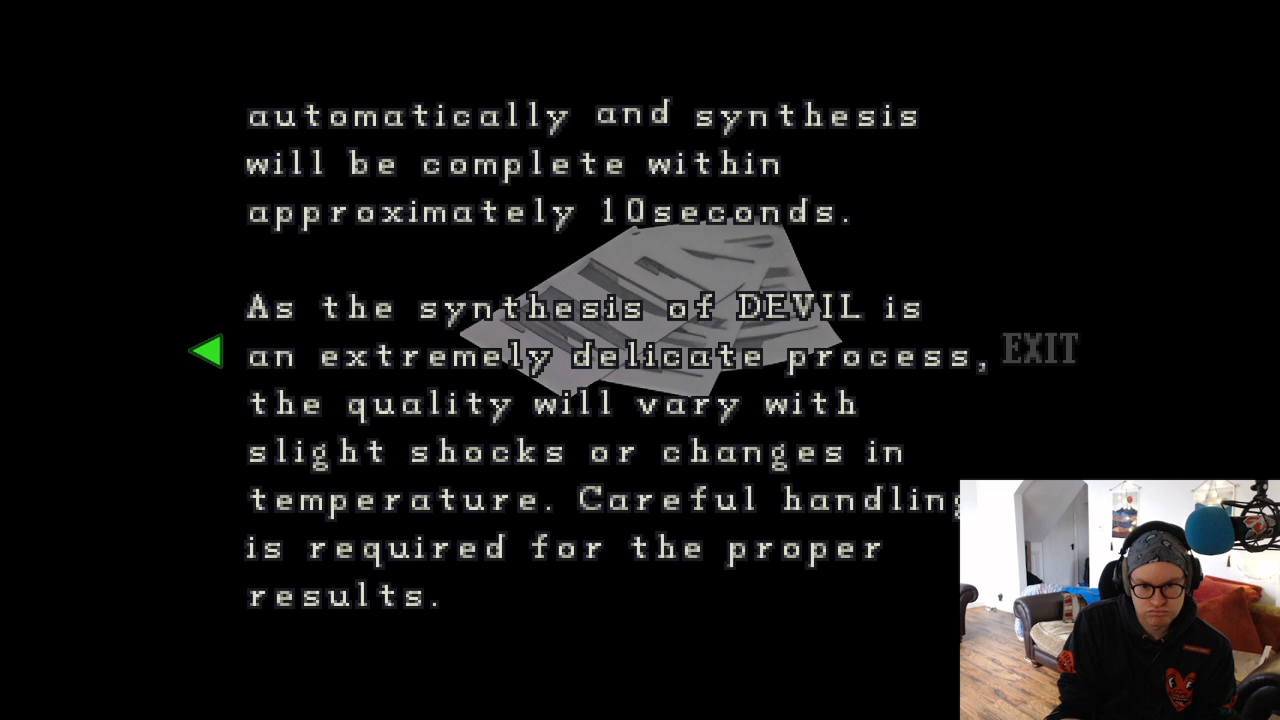 automatically and synthesis
will be complete within
approximately 10seconds.
As the synthesis of DEVIL is
an extremely delicate process,
EXIT
the quality will vary with
slight shocks or changes in
temperature. Careful handling
is required for the proper
results.